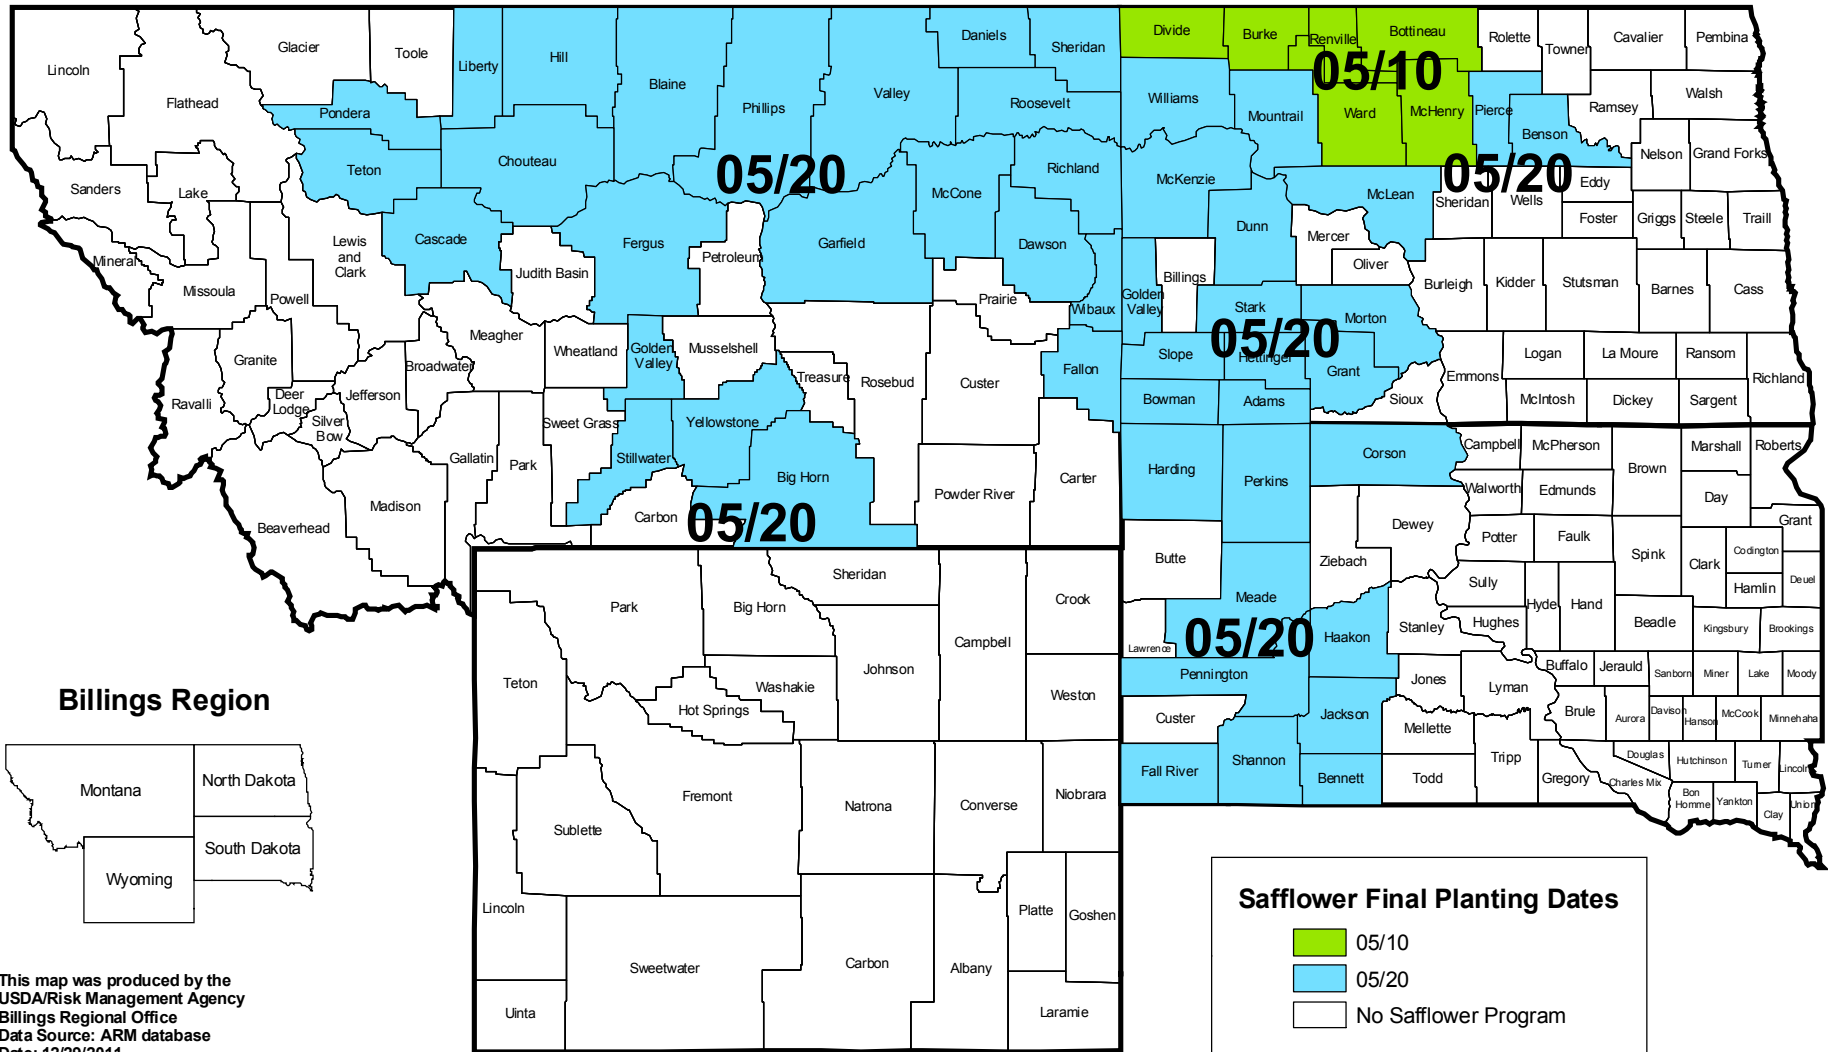 Lincoln
Flathead
Glacier
Toole
Liberty
Hill
Blaine
Phillips
Valley
Daniels
Sheridan
Roosevelt
Pondera
Teton
Chouteau
05/20
Richland
McCone
Sanders
Lake
Lewis
and
Clark
Cascade
Judith Basin
Fergus
Petroleum
Garfield
Dawson
Prairie
Wibaux
Mineral
Missoula
Powell
Meagher
Wheatland
Golden
Valley
Musselshell
Treasure
Rosebud
Custer
Fallon
Granite
Broadwater
Deer
Lodge
Jefferson
Silver
Bow
Ravalli
Sweet Grass
Yellowstone
Stillwater
Big Horn
Gallatin
Park
Carbon
05/20
Powder River
Carter
Madison
Beaverhead
Divide
Burke
Renville
Bottineau
05/10
Rolette
Towner
Cavalier
Pembina
Williams
Mountrail
Ward
McHenry
Pierce
Benson
Ramsey
Walsh
05/20
Nelson
Grand Forks
McKenzie
McLean
Sheridan
Wells
Eddy
Foster
Griggs
Steele
Traill
Dunn
Mercer
Oliver
Billings
Golden
Valley
Burleigh
Kidder
Stutsman
Barnes
Cass
Stark
Morton
05/20
Slope
Hettinger
Grant
Sioux
Emmons
Logan
La Moure
Ransom
Richland
Bowman
Adams
McIntosh
Dickey
Sargent
Harding
Perkins
Corson
Campbell
McPherson
Brown
Marshall
Roberts
Walworth
Edmunds
Day
Dewey
Ziebach
Potter
Faulk
Spink
Clark
Codington
Grant
Hamlin
Deuel
Butte
Meade
Sully
Hyde
Hand
Hughes
Beadle
Kingsbury
Brookings
Lawrence
05/20
Haakon
Stanley
Pennington
Jones
Lyman
Buffalo
Jerauld
Sanborn
Miner
Lake
Moody
Custer
Jackson
Mellette
Brule
Aurora
Davison
Hanson
McCook
Minnehaha
Fall River
Shannon
Bennett
Todd
Tripp
Gregory
Douglas
Charles Mix
Hutchinson
Turner
Lincoln
Bon
Homme
Yankton
Clay
Union
Park
Big Horn
Sheridan
Crook
Campbell
Johnson
Teton
Washakie
Hot Springs
Weston
Fremont
Natrona
Converse
Niobrara
Sublette
Lincoln
Platte
Goshen
Sweetwater
Carbon
Albany
Uinta
Laramie
Billings Region
Montana
North Dakota
South Dakota
Wyoming
This map was produced by the
USDA/Risk Management Agency
Billings Regional Office
Data Source: ARM database
Date: 12/29/2011
Safflower Final Planting Dates
05/10
05/20
No Safflower Program